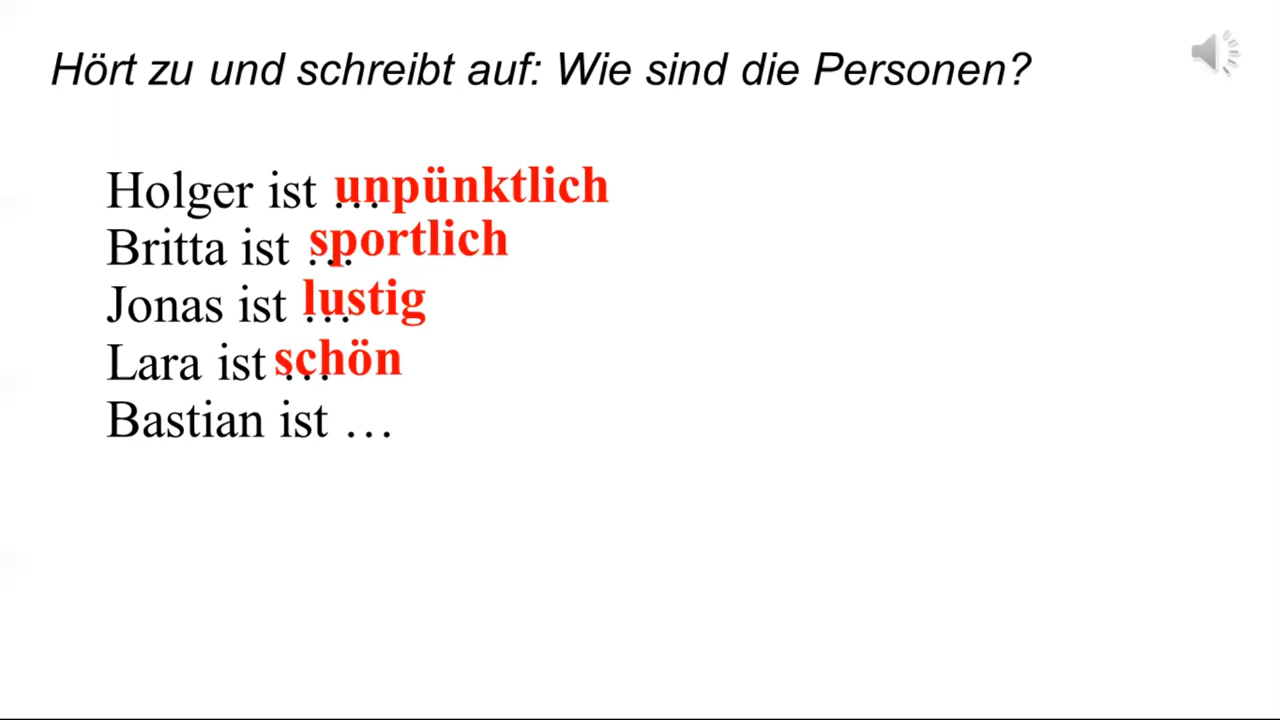 Hört zu und schreibt auf: Wie sind die Personen?
Holger ist … unpünktlich
Britta ist … sportlich
Jonas ist … lustig
Lara ist … schön
Bastian ist …